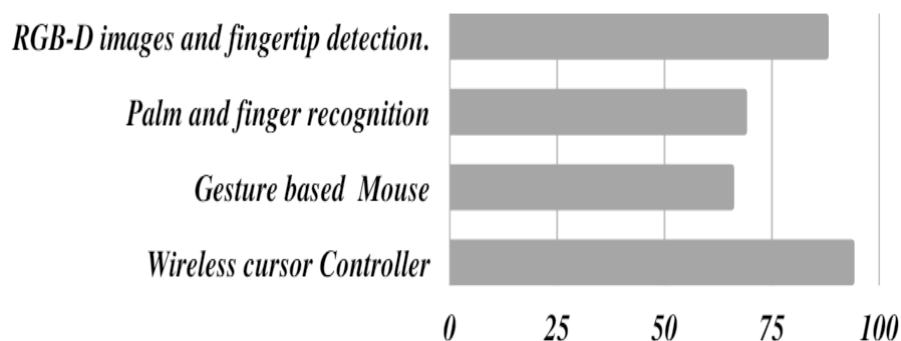 RGB-D images and fingertip detection.
Palm and finger recognition
Gesture based Mouse
Wireless cursor Controller
0 25 50 75 100